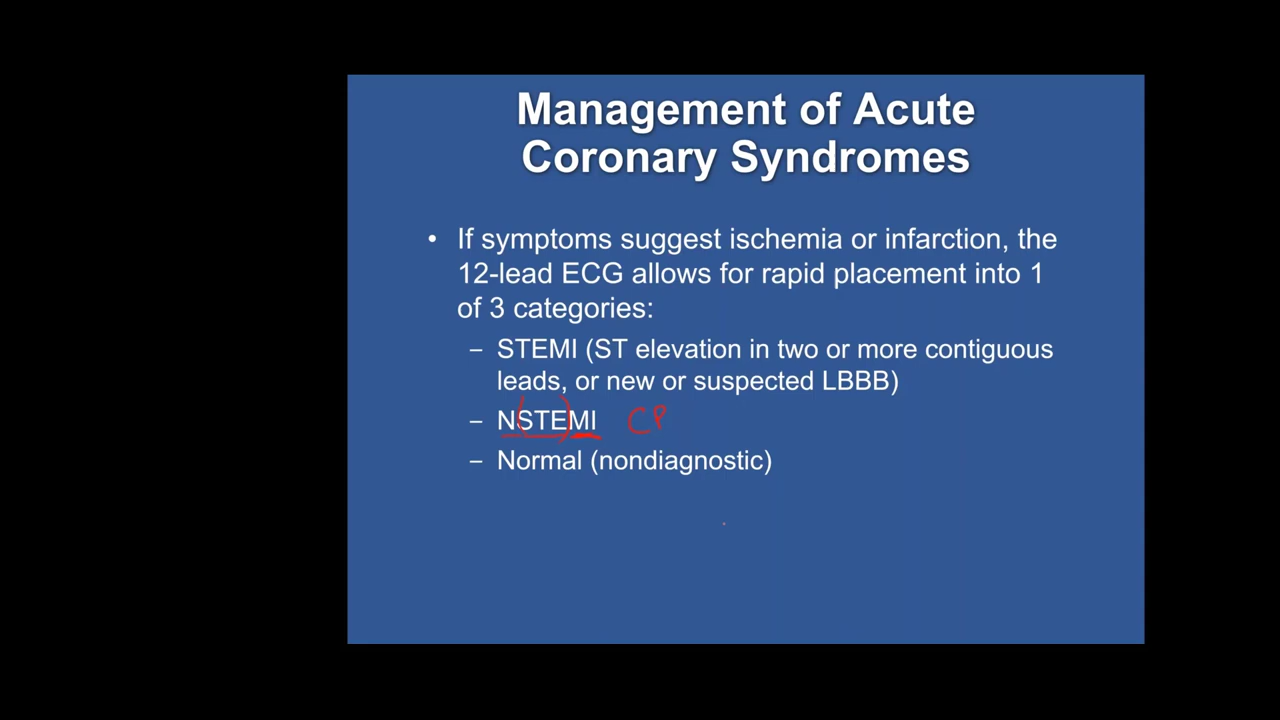 Management of Acute
Coronary Syndromes
• If symptoms suggest ischemia or infarction, the
12-lead ECG allows for rapid placement into 1
of 3 categories:
– STEMI (ST elevation in two or more contiguous
leads, or new or suspected LBBB)
– NSTEMI CP
– Normal (nondiagnostic)